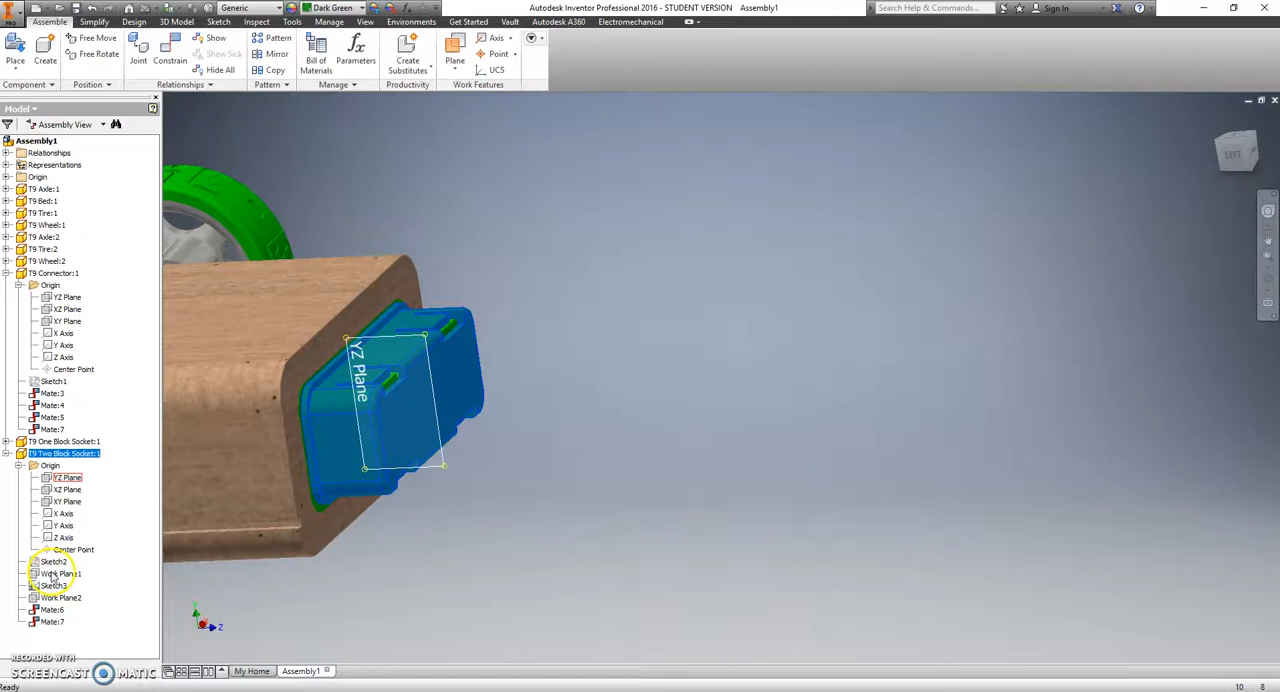 Generic
Dark Green
Autodesk Inventor Professional 2016 - STUDENT VERSION Assembly1
Search Help & Commands...
Sign In
PRO
Assemble Simplify Design 3D Model Sketch Inspect Tools Manage View Environments Get Started Vault Autodesk A360 Electromechanical
Place
Create
Free Move
Free Rotate
Joint
Constrain
Show
Show Sick
Hide All
Pattern
Mirror
Copy
Bill of Materials
Parameters
Create Substitutes
Plane
Axis
Point
UCS
Component Position Relationships Pattern Manage Productivity Work Features
Model
Assembly View
Assembly1
Relationships
Representations
Origin
T9 Axle:1
T9 Bed:1
T9 Tire:1
T9 Wheel:1
T9 Axle:2
T9 Tire:2
T9 Wheel:2
T9 Connector:1
Origin
YZ Plane
XZ Plane
XY Plane
X Axis
Y Axis
Z Axis
Center Point
Sketch1
Mate:3
Mate:4
Mate:5
Mate:7
T9 One Block Socket:1
T9 Two Block Socket:1
Origin
YZ Plane
XZ Plane
XY Plane
X Axis
Y Axis
Z Axis
Center Point
Sketch2
Work Plane1
Sketch3
Work Plane2
Mate:6
Mate:7
YZ Plane
LEFT
Z
RECORDED WITH
SCREENCAST MATIC
My Home
Assembly1
Ready
10 8